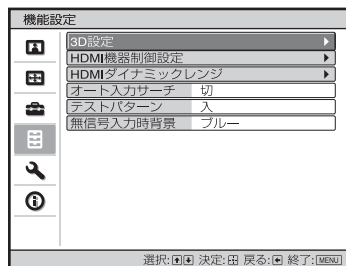 機能設定
3D設定
HDMI機器制御設定
HDMIダイナミックレンジ
オート入力サーチ 切
テストパターン 入
無信号入力時背景 ブルー
選択: 決定: 戻る: 終了:MENU